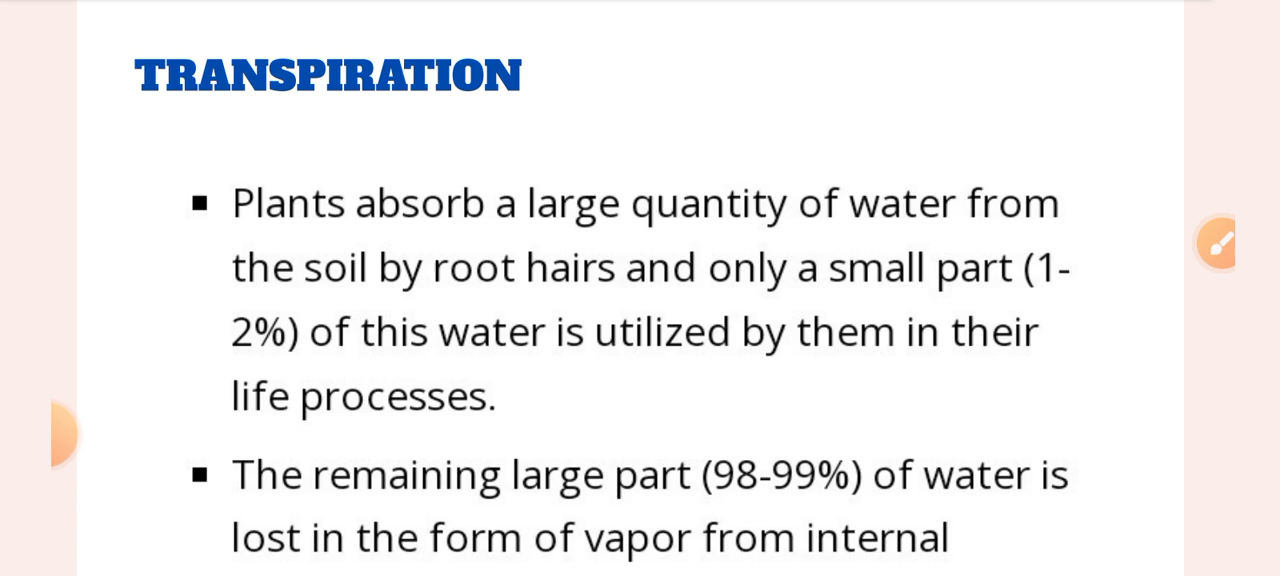 TRANSPIRATION
▪ Plants absorb a large quantity of water from
the soil by root hairs and only a small part (1-
2%) of this water is utilized by them in their
life processes.
▪ The remaining large part (98-99%) of water is
lost in the form of vapor from internal